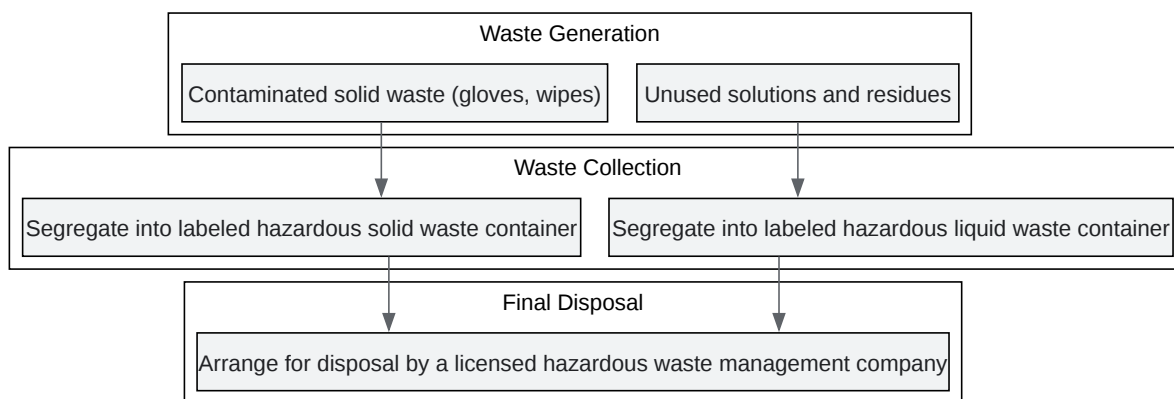 Waste Generation
Contaminated solid waste (gloves, wipes)
Unused solutions and residues
Waste Collection
Segregate into labeled hazardous solid waste container
Segregate into labeled hazardous liquid waste container
Final Disposal
Arrange for disposal by a licensed hazardous waste management company